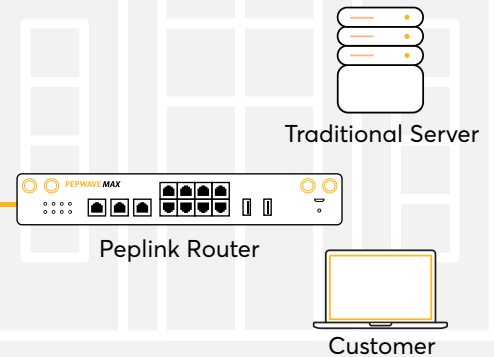 Traditional Server
PEPWAVE MAX
Peplink Router
Customer